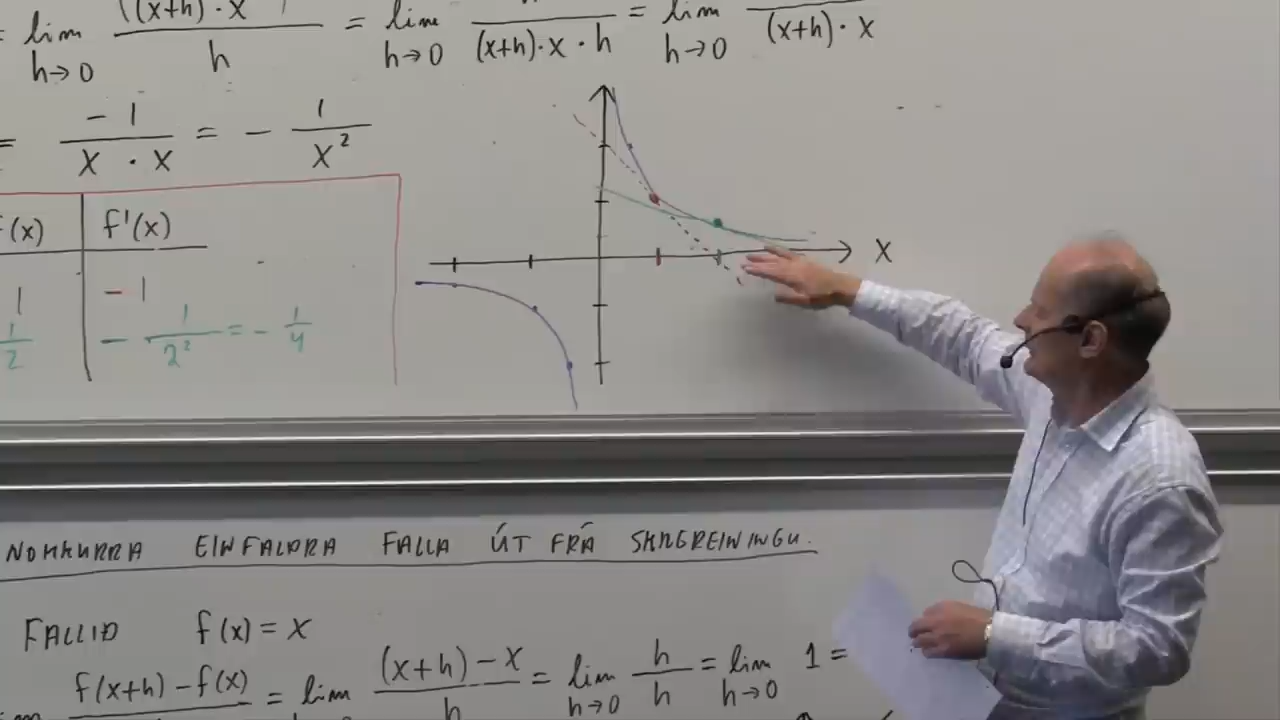 = lim h→0 ((x+h)·x / h = lim h→0 / (x+h)·x·h = lim h→0 / (x+h)·x
= -1 / x · x = - 1 / x²
f(x) f'(x)
1 -1
1/2 - 1/2² = - 1/4
X
NOKKURRA EINFALDRA FALLA ÚT FRÁ SKILGREININGU.
FALLIÐ f(x) = x
f(x+h) - f(x) = lim (x+h) - x / h = lim h→0 h / h = lim h→0 1 =